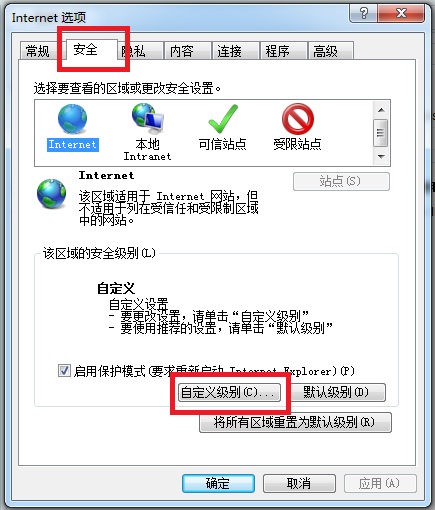 Internet 选项
常规 安全 隐私 内容 连接 程序 高级
选择要查看的区域或更改安全设置。
Internet 本地 Intranet 可信站点 受限站点
Internet
站点(S)
该区域适用于 Internet 网站，但
不适用于列在受信任和受限制区域
中的网站。
该区域的安全级别(L)
自定义
自定义设置
- 要更改设置，请单击“自定义级别”
- 要使用推荐的设置，请单击“默认级别”
启用保护模式(要求重新启动 Internet Explorer)(P)
自定义级别(C)... 默认级别(D)
将所有区域重置为默认级别(R)
确定 取消 应用(A)